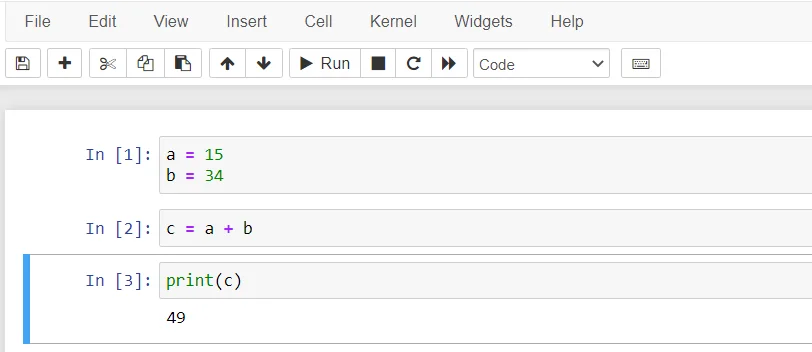 File Edit View Insert Cell Kernel Widgets Help
Run Code
In [1]: a = 15
b = 34
In [2]: c = a + b
In [3]: print(c)
49